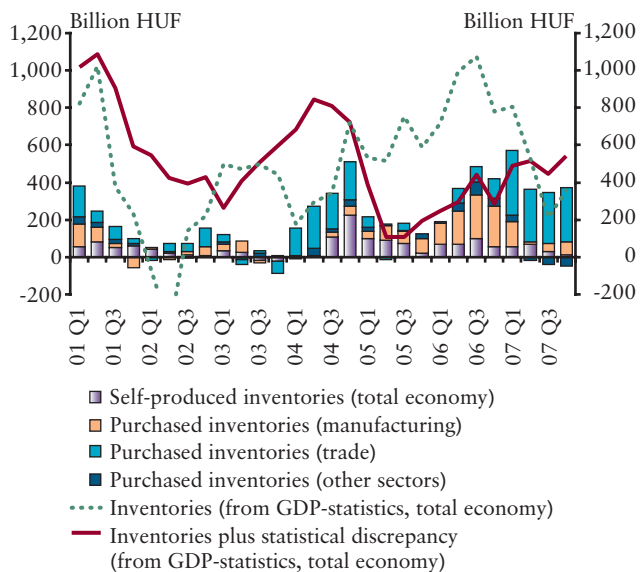 Billion HUF Billion HUF
1,200 1,200
1,000 1,000
800 800
600 600
400 400
200 200
0 0
-200 -200
01 Q1 01 Q3 02 Q1 02 Q3 03 Q1 03 Q3 04 Q1 04 Q3 05 Q1 05 Q3 06 Q1 06 Q3 07 Q1 07 Q3
Self-produced inventories (total economy)
Purchased inventories (manufacturing)
Purchased inventories (trade)
Purchased inventories (other sectors)
Inventories (from GDP-statistics, total economy)
Inventories plus statistical discrepancy
(from GDP-statistics, total economy)